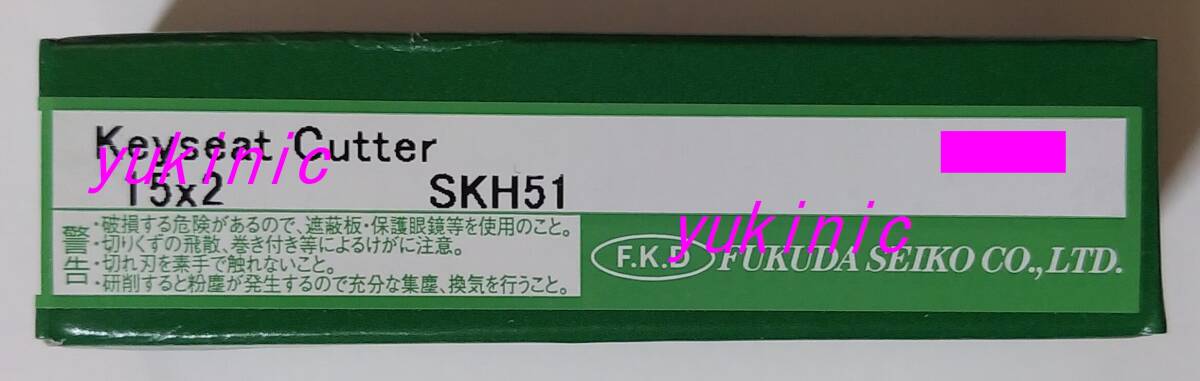 Keyseat Cutter
yukinic
15x2 SKH51
警告
・破損する危険があるので、遮蔽板・保護眼鏡等を使用のこと。
・切りくずの飛散、巻き付き等によるけがに注意。
・切れ刃を素手で触れないこと。
・研削すると粉塵が発生するので充分な集塵、換気を行うこと。
yukinic
F.K.D FUKUDA SEIKO CO., LTD.